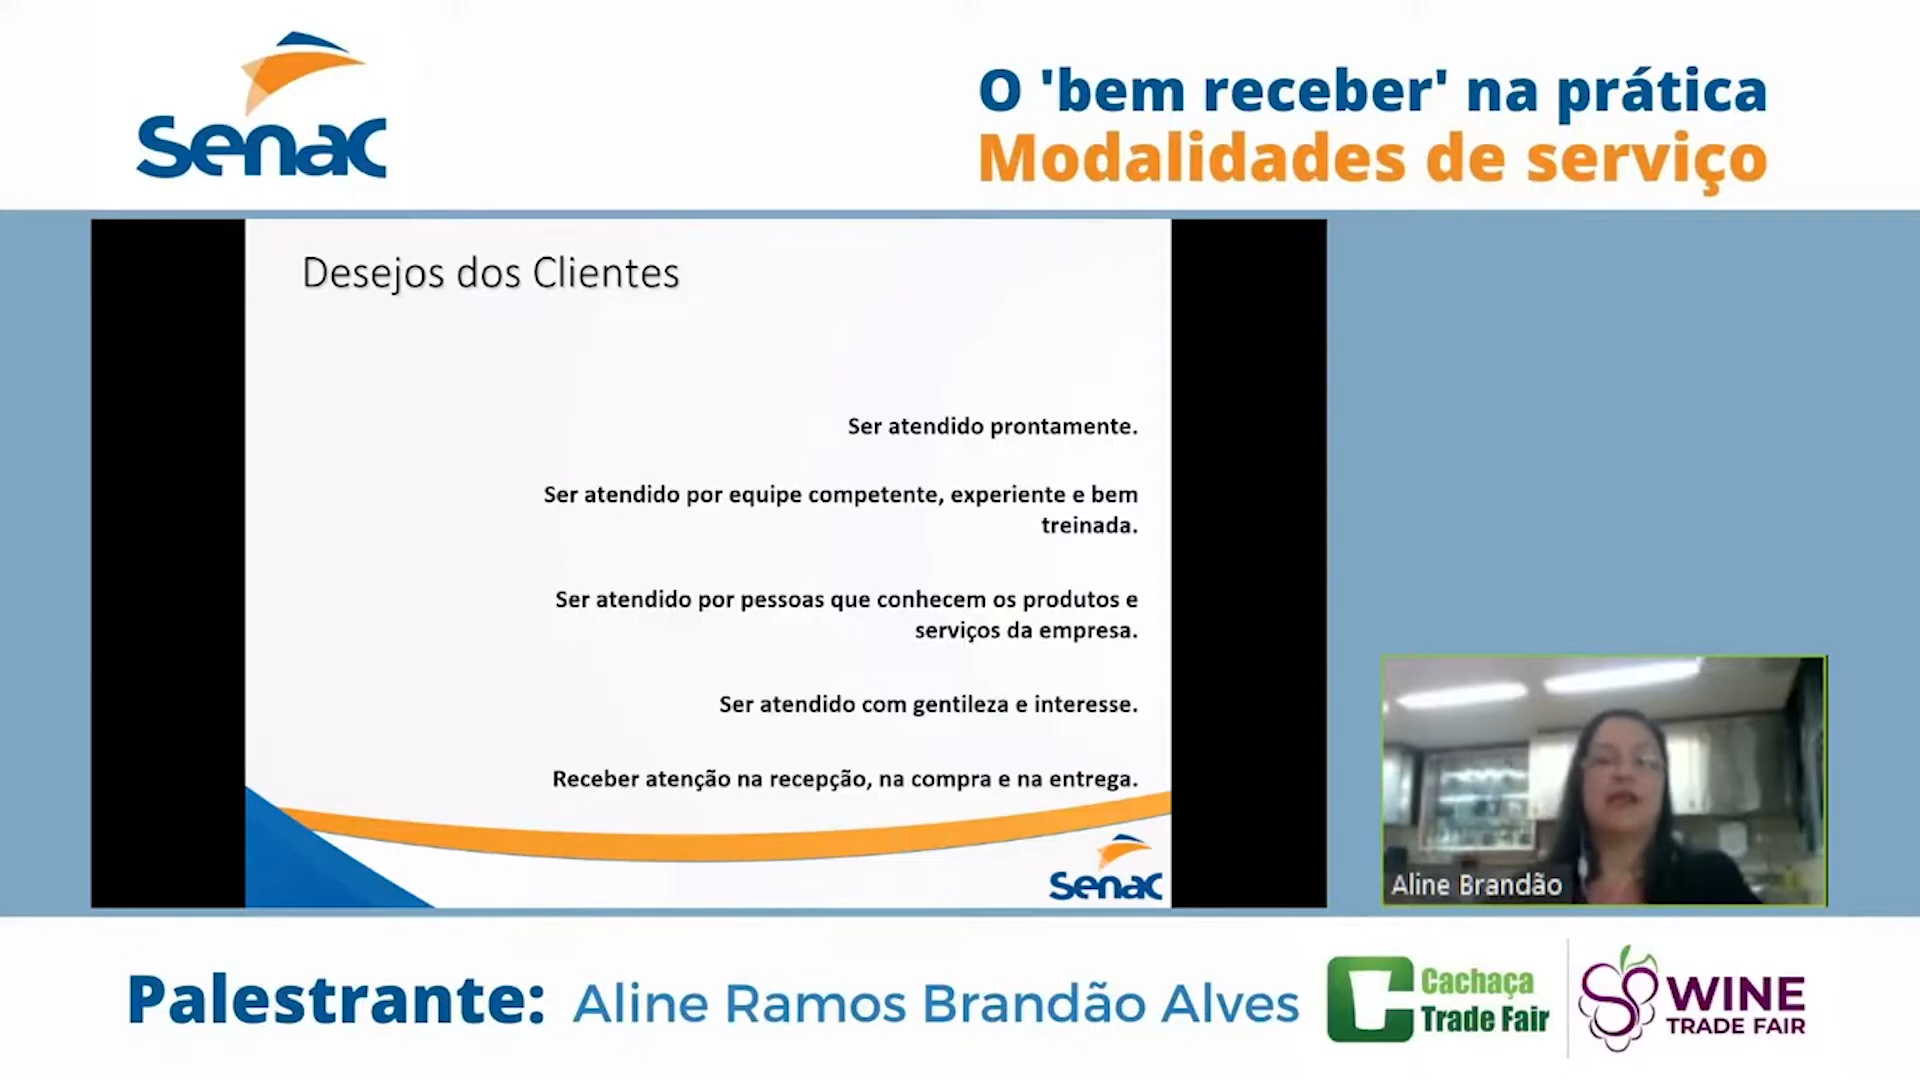 Senac
O 'bem receber' na prática
Modalidades de serviço
Desejos dos Clientes
Ser atendido prontamente.
Ser atendido por equipe competente, experiente e bem
treinada.
Ser atendido por pessoas que conhecem os produtos e
serviços da empresa.
Ser atendido com gentileza e interesse.
Receber atenção na recepção, na compra e na entrega.
Senac
Aline Brandão
Palestrante: Aline Ramos Brandão Alves
Cachaça
Trade Fair
WINE
TRADE FAIR